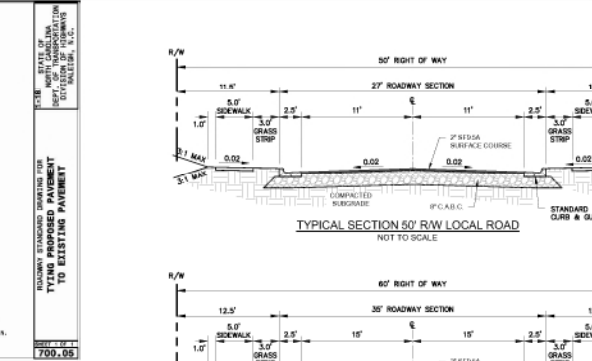 1-18
STATE OF
NORTH CAROLINA
DEPT. OF TRANSPORTATION
DIVISION OF HIGHWAYS
RALEIGH, N.C.
ROADWAY STANDARD DRAWING FOR
TYING PROPOSED PAVEMENT
TO EXISTING PAVEMENT
SHEET 1 OF 1
700.05
R/W
50' RIGHT OF WAY
11.5'
27' ROADWAY SECTION
5.0'
SIDEWALK
2.5'
11'
11'
2.5'
1.0'
3.0'
GRASS
STRIP
3.0'
GRASS
STRIP
2" SF9.5A
SURFACE COURSE
3:1 MAX
3:1 MAX
0.02
0.02
0.02
0.02
COMPACTED
SUBGRADE
8" C.A.B.C.
STANDARD
CURB &
TYPICAL SECTION 50' R/W LOCAL ROAD
NOT TO SCALE
R/W
60' RIGHT OF WAY
12.5'
35' ROADWAY SECTION
5.0'
SIDEWALK
2.5'
15'
15'
2.5'
1.0'
3.0'
GRASS
3.0'
GRASS